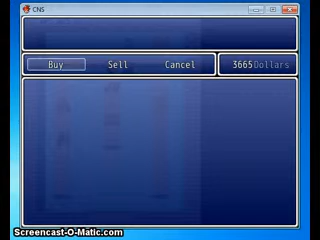 CNS
Buy Sell Cancel 3665Dollars
Screencast-O-Matic.com